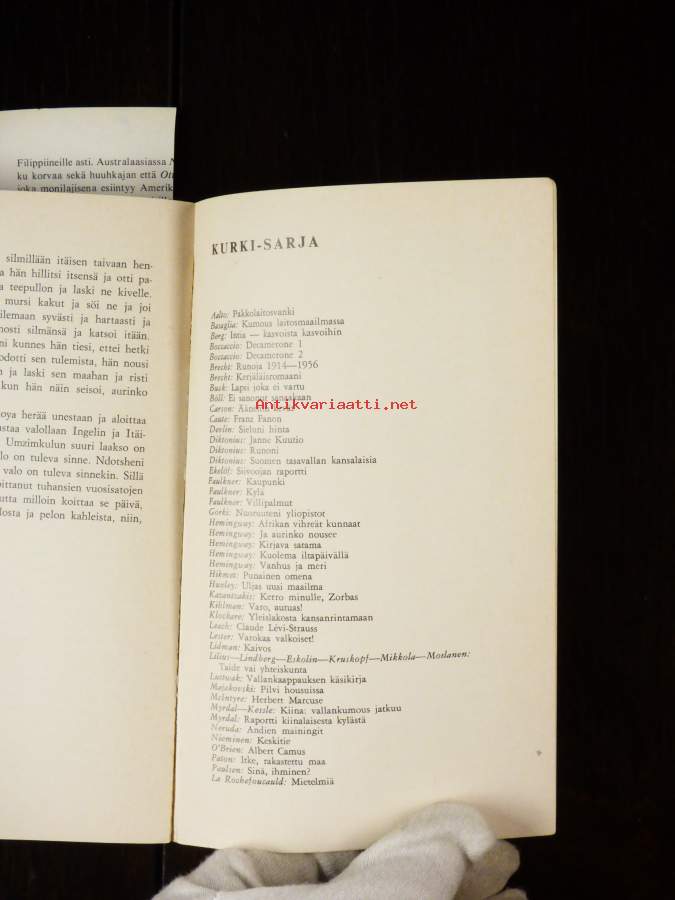 Filippiineille asti. Australaasiassa
ku korvaa sekä huuhkajan että
joka monilajisena esiintyy
silmillään itäisen taivaan hen-
a hän hillitsi itsensä ja otti pa-
a teepullon ja laski ne kivelle.
mursi kakut ja söi ne ja joi
ilemaan syvästi ja hartaasti ja
nosti silmänsä ja katsoi itään.
ni kunnes hän tiesi, ettei hetki
odotti sen tulemista, hän nousi
n ja laski sen maahan ja risti
kun hän näin seisoi, aurinko
oya herää unestaan ja aloittaa
ustaa valollaan Ingelin ja Itäi-
Umzimkulun suuri laakso on
lo on tuleva sinne. Ndotsheni
valo on tuleva sinnekin. Sillä
oittanut tuhansien vuosisatojen
utta milloin koittaa se päivä,
losta ja pelon kahleista, niin,
KURKI-SARJA
Aalto: Pakkolaitosvanki
Basaglia: Kumous laitosmaailmassa
Berg: Istia — kasvoista kasvoihin
Boccaccio: Decamerone 1
Boccaccio: Decamerone 2
Brecht: Runoja 1914—1956
Brecht: Kerjäläisromaani
Buck: Lapsi joka ei vartu
Böll: Ei sanonut sanaakaan
Carson: Äänetön kevät
Caute: Franz Fanon
Devlin: Sieluni hinta
Diktonius: Janne Kuutio
Diktonius: Runoni
Diktonius: Suomen tasavallan kansalaisia
Ekelöf: Siivoojan raportti
Faulkner: Kaupunki
Faulkner: Kylä
Faulkner: Villipalmut
Gorki: Nuoruuteni yliopistot
Hemingway: Afrikan vihreät kunnaat
Hemingway: Ja aurinko nousee
Hemingway: Kirjava satama
Hemingway: Kuolema iltapäivällä
Hemingway: Vanhus ja meri
Hikmet: Punainen omena
Huxley: Uljas uusi maailma
Kazantzakis: Kerro minulle, Zorbas
Kihlman: Varo, autuas!
Klockare: Yleislakosta kansanrintamaan
Leach: Claude Lévi-Strauss
Lester: Varokaa valkoiset!
Lidman: Kaivos
Lilius—Lindberg—Eskolin—Kruskopf—Mikkola—Moilanen:
Taide vai yhteiskunta
Luttwak: Vallankaappauksen käsikirja
Majakovski: Pilvi housuissa
McIntyre: Herbert Marcuse
Myrdal—Kessle: Kiina: vallankumous jatkuu
Myrdal: Raportti kiinalaisesta kylästä
Neruda: Andien mainingit
Nieminen: Keskitie
O'Brien: Albert Camus
Paton: Itke, rakastettu maa
Paulsen: Sinä, ihminen?
La Rochefoucauld: Mietelmiä
Antikvariaatti.net